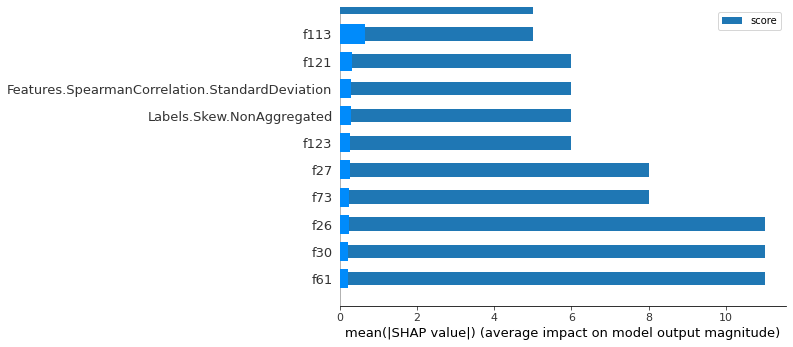 score
f113
f121
Features.SpearmanCorrelation.StandardDeviation
Labels.Skew.NonAggregated
f123
f27
f73
f26
f30
f61
0 2 4 6 8 10
mean(|SHAP value|) (average impact on model output magnitude)